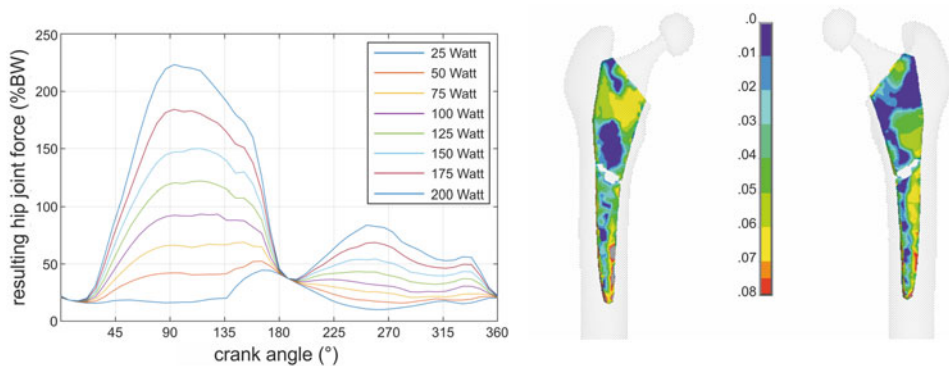 250
200
150
100
50
0
resulting hip joint force (%BW)
45
90
135
180
225
270
315
360
crank angle (°)
25 Watt
50 Watt
75 Watt
100 Watt
125 Watt
150 Watt
175 Watt
200 Watt
.0
.01
.02
.03
.04
.05
.06
.07
.08